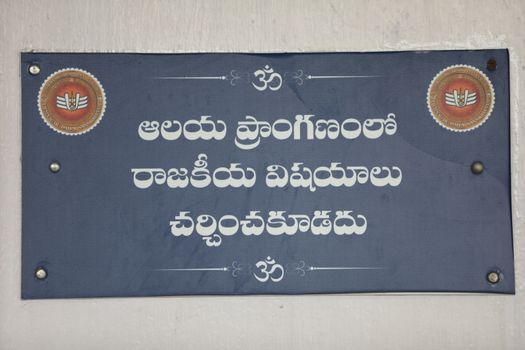 ॐ
ఆలయ ప్రాంగణంలో
రాజకీయ విషయాలు
చర్చించకూడదు
ॐ